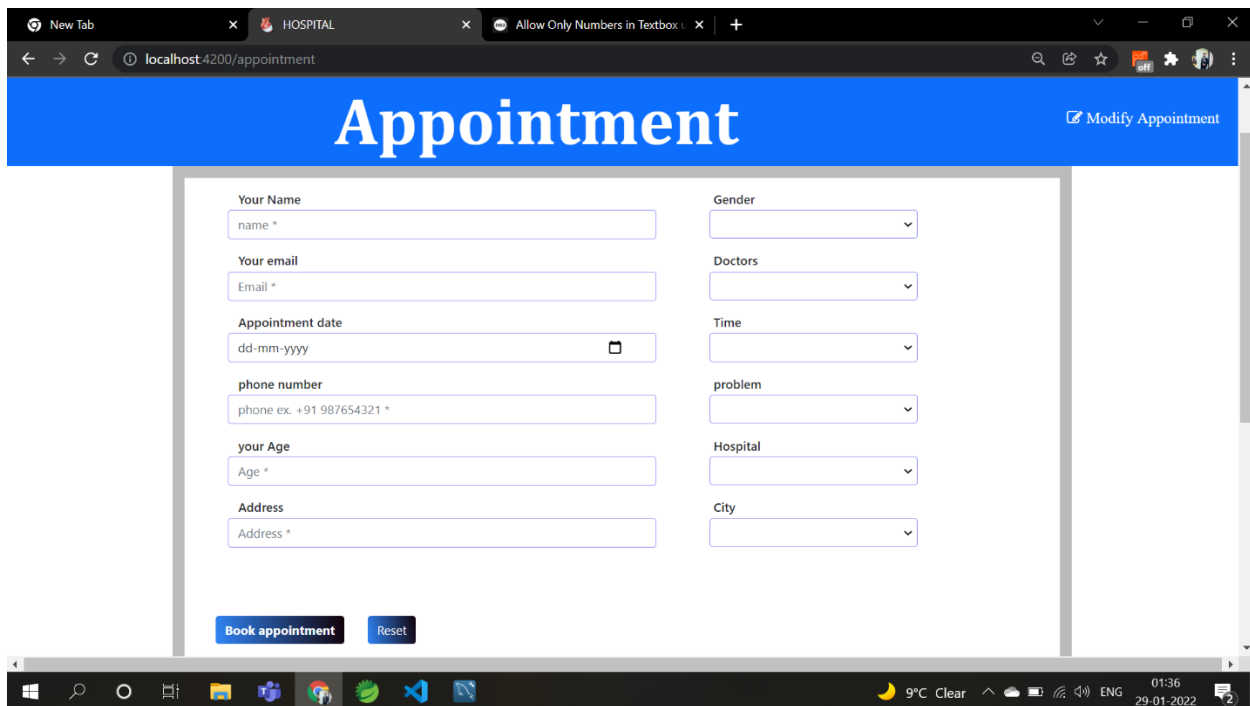 New Tab
HOSPITAL
Allow Only Numbers in Textbox u
localhost:4200/appointment
off
Appointment
Modify Appointment
Your Name
Gender
name *
Your email
Doctors
Email *
Appointment date
Time
dd-mm-yyyy
phone number
problem
phone ex. +91 987654321 *
your Age
Hospital
Age *
Address
City
Address *
Book appointment
Reset
9°C Clear
ENG
01:36
29-01-2022
2